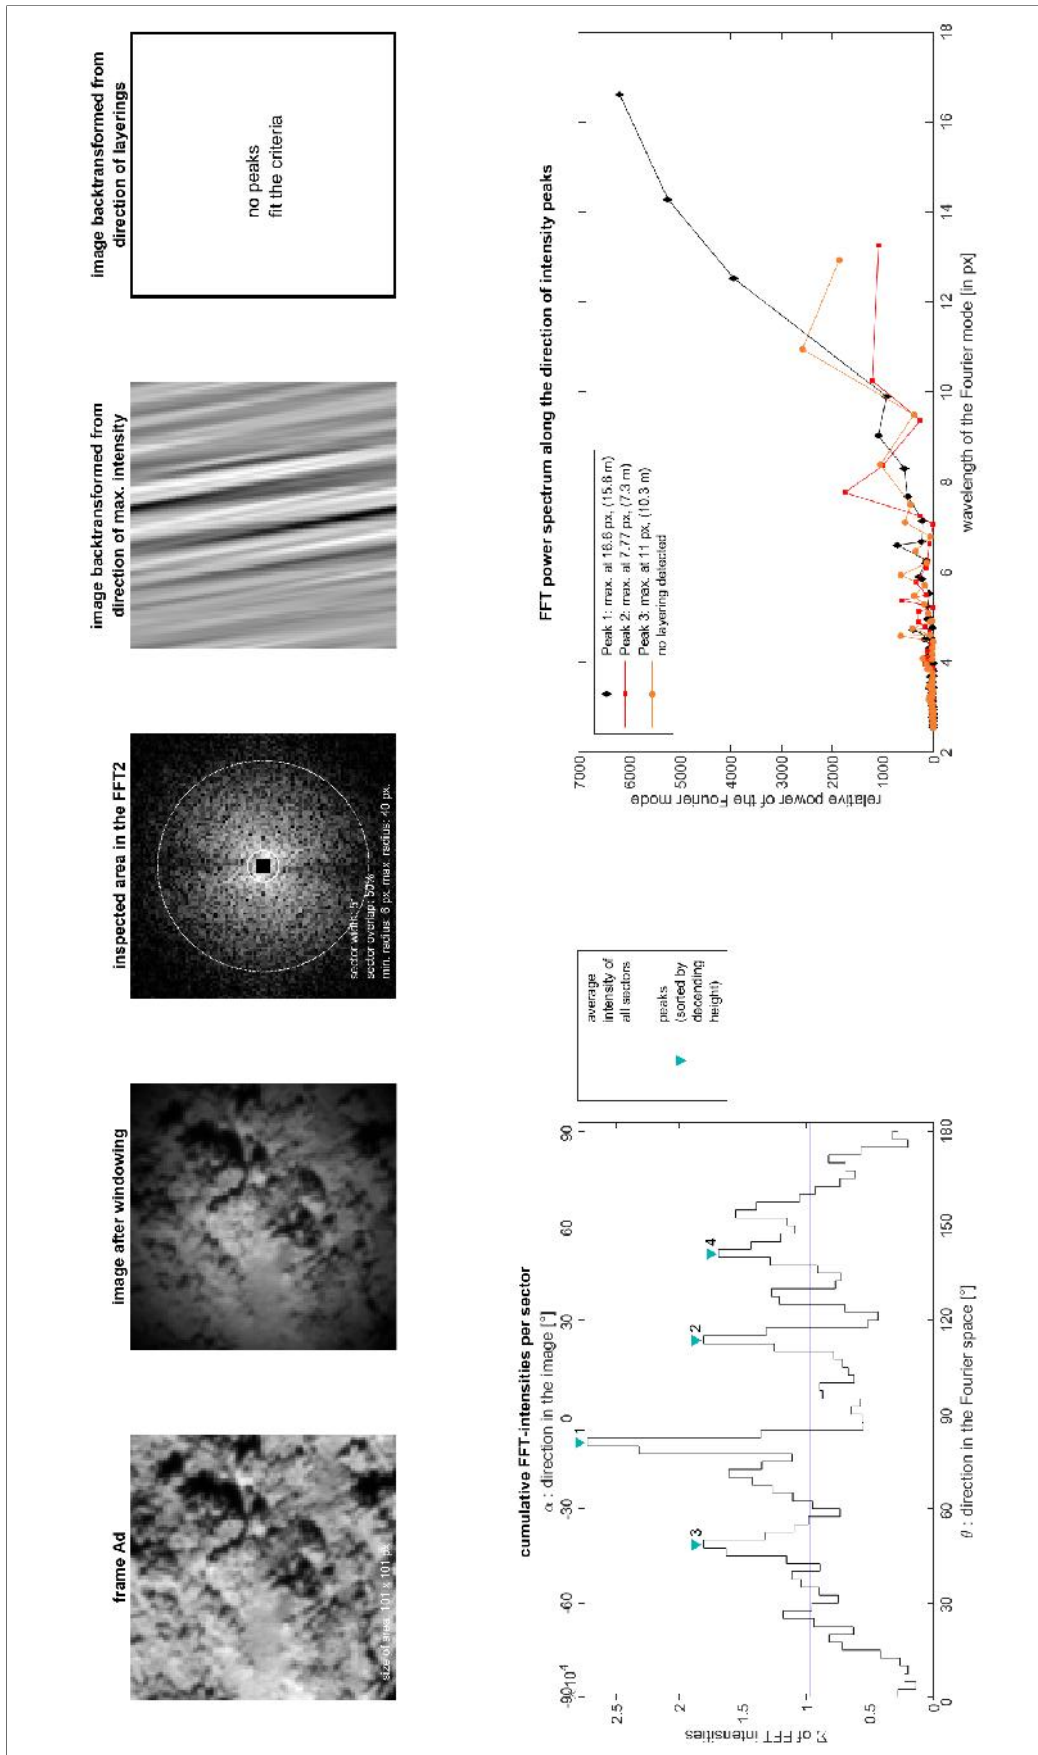 frame Ad
size of area: 101 x 101 px.
image after windowing
inspected area in the FFT2
sector width: 5°
sector overlap: 50%
min. radius: 6 px, max. radius: 40 px.
image backtransformed from
direction of max. intensity
image backtransformed from
direction of layerings
no peaks
fit the criteria
cumulative FFT-intensities per sector
α : direction in the image [°]
-90 -60 -30 0 30 60 90
10⁴
Σ of FFT intensities
2.5
2
1.5
1
0.5
0
3
1
2
4
0 30 60 90 120 150 180
θ : direction in the Fourier space [°]
average
intensity of
all sectors
peaks
(sorted by
decending
height)
FFT power spectrum along the direction of intensity peaks
relative power of the Fourier mode
7000
6000
5000
4000
3000
2000
1000
0
Peak 1: max. at 16.6 px, (15.6 m)
Peak 2: max. at 7.77 px, (7.3 m)
Peak 3: max. at 11 px, (10.3 m)
no layering detected
2 4 6 8 10 12 14 16 18
wavelength of the Fourier mode [in px]